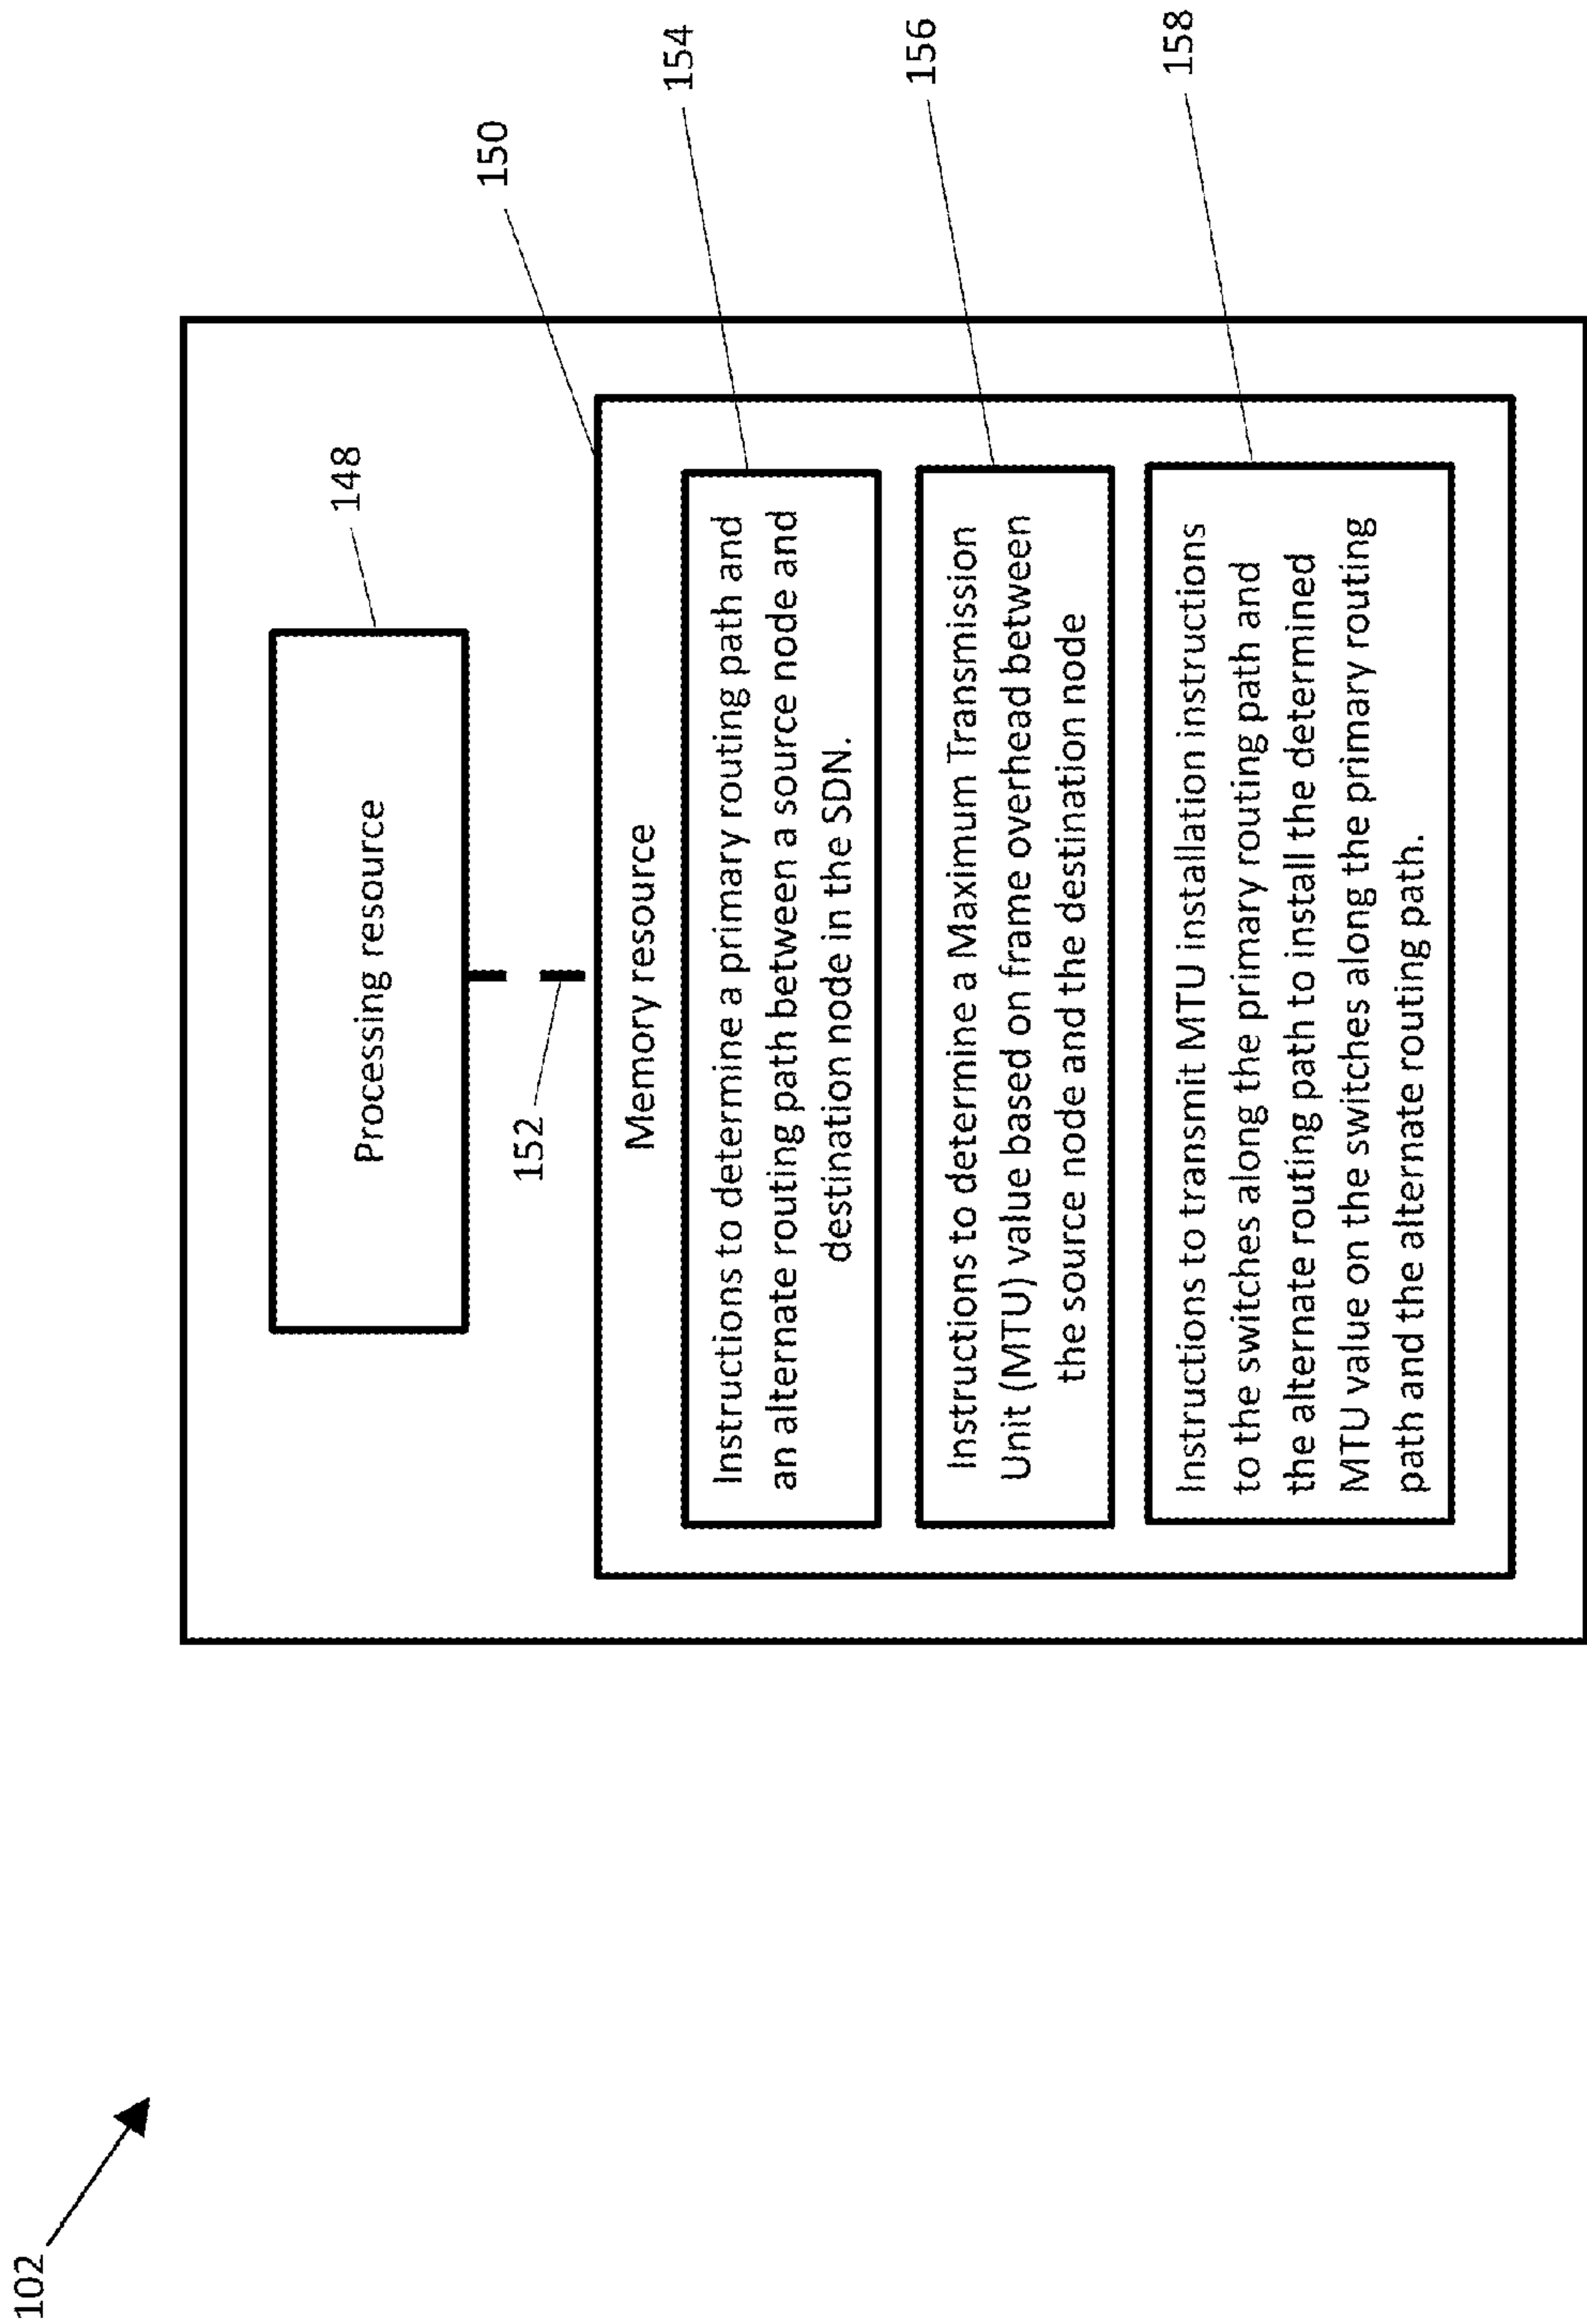 102
Processing resource
148
152
150
Memory resource
Instructions to determine a primary routing path and
an alternate routing path between a source node and
destination node in the SDN.
154
Instructions to determine a Maximum Transmission
Unit (MTU) value based on frame overhead between
the source node and the destination node
156
Instructions to transmit MTU installation instructions
to the switches along the primary routing path and
the alternate routing path to install the determined
MTU value on the switches along the primary routing
path and the alternate routing path.
158